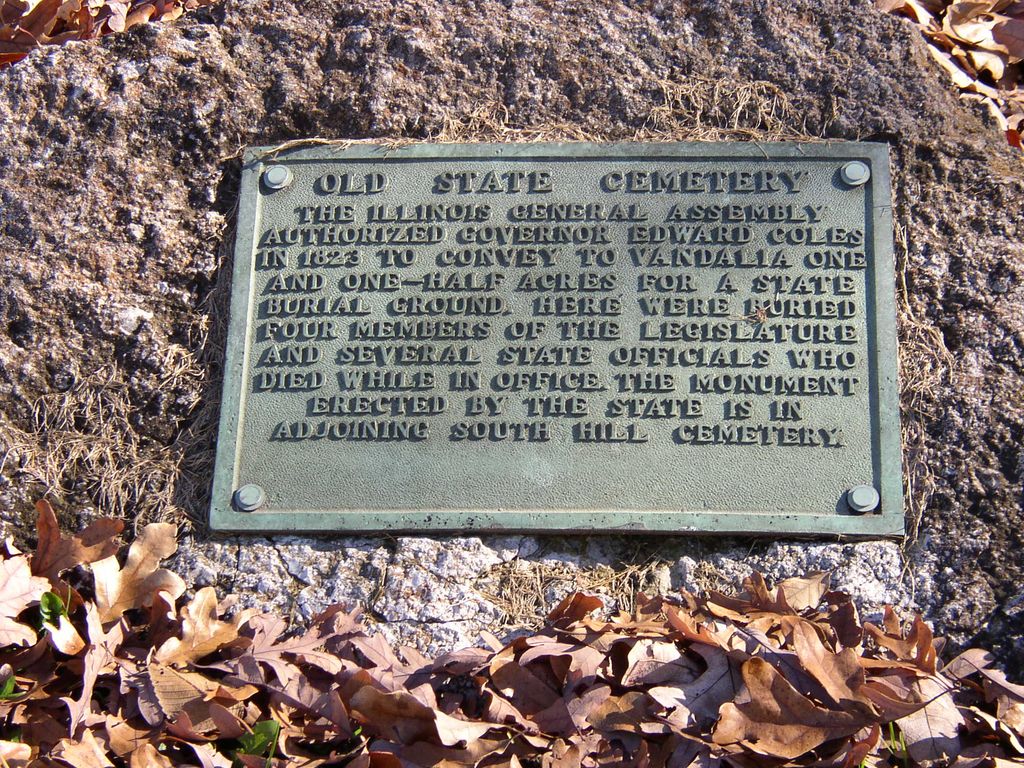 OLD STATE CEMETERY
THE ILLINOIS GENERAL ASSEMBLY
AUTHORIZED GOVERNOR EDWARD COLES
IN 1823 TO CONVEY TO VANDALIA ONE
AND ONE-HALF ACRES FOR A STATE
BURIAL GROUND. HERE WERE BURIED
FOUR MEMBERS OF THE LEGISLATURE
AND SEVERAL STATE OFFICIALS WHO
DIED WHILE IN OFFICE. THE MONUMENT
ERECTED BY THE STATE IS IN
ADJOINING SOUTH HILL CEMETERY.